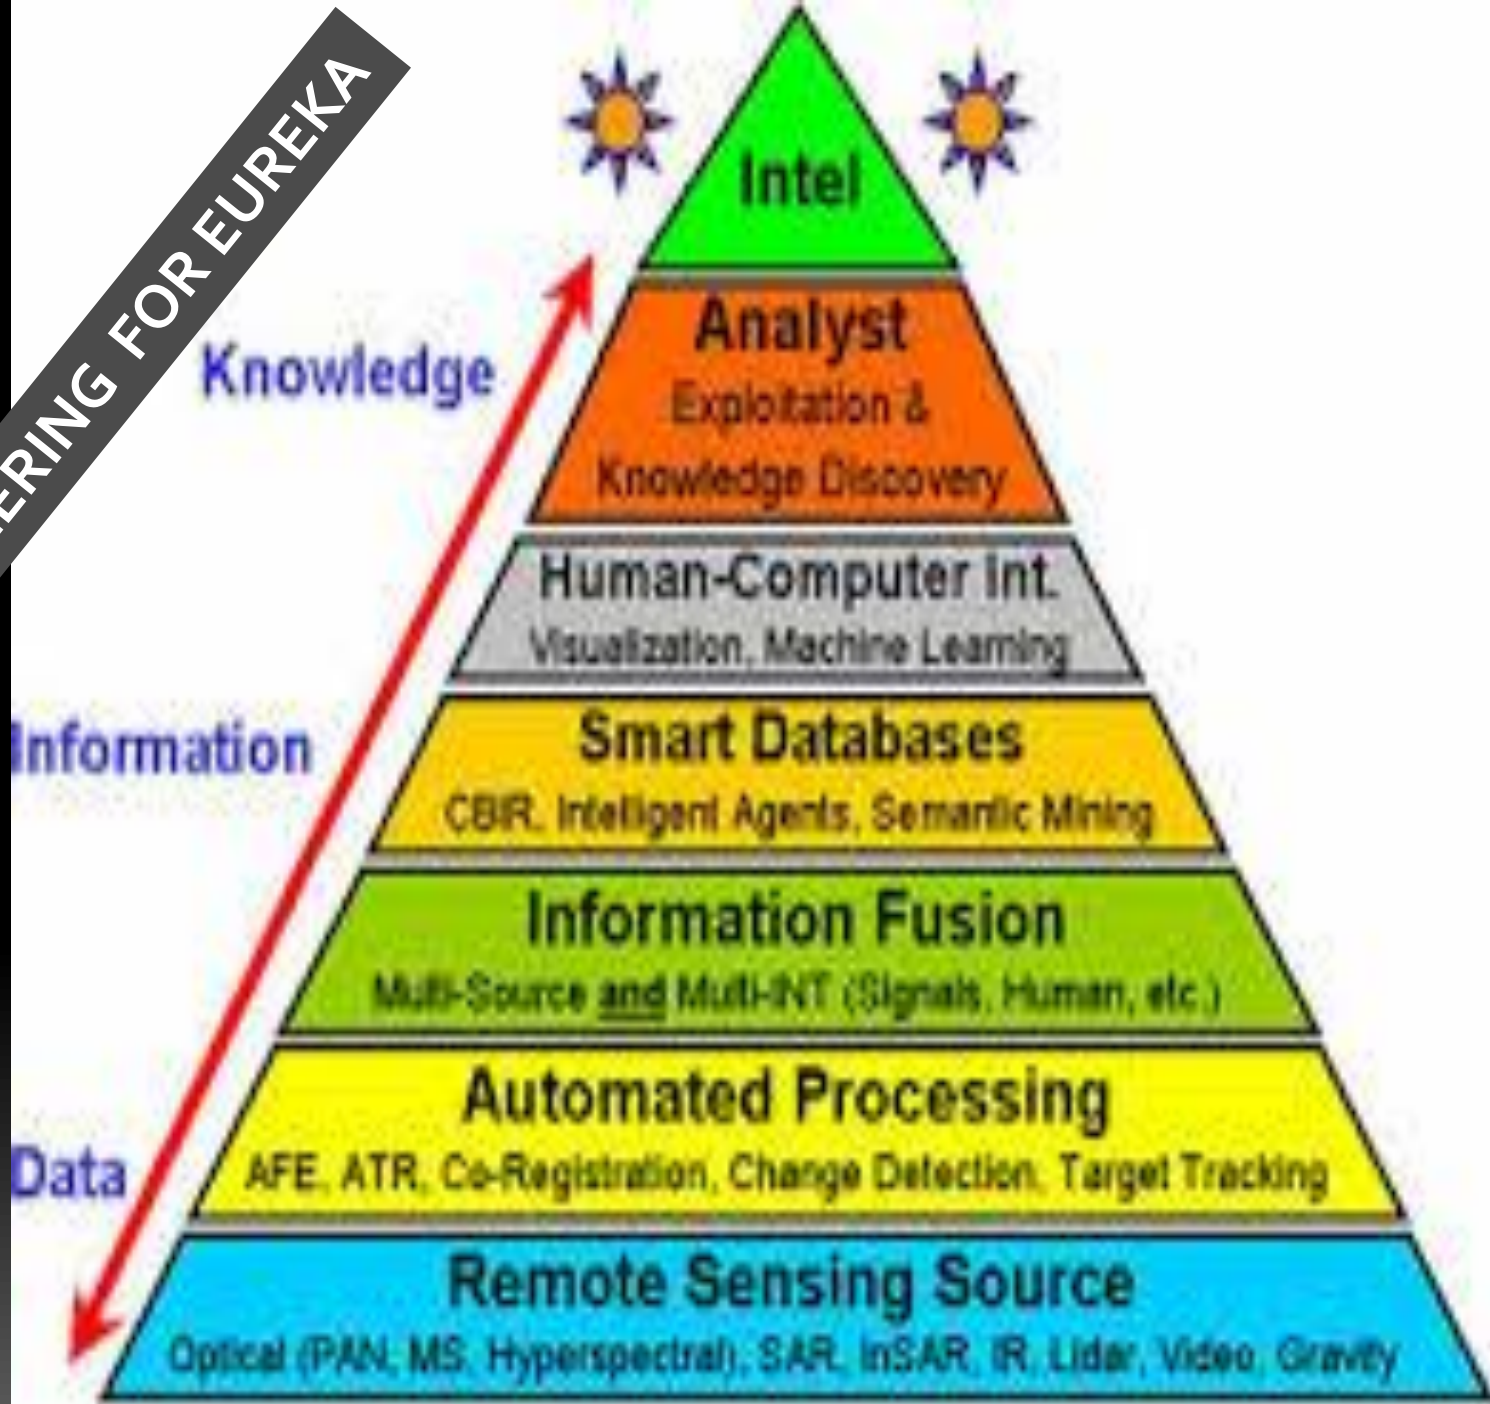 ERING FOR EUREKA
Intel
Analyst
Exploitation &
Knowledge Discovery
Knowledge
Human-Computer Int.
Visualization, Machine Learning
Smart Databases
CBIR, Intelligent Agents, Semantic Mining
Information
Information Fusion
Multi-Source and Multi-INT (Signals, Human, etc.)
Automated Processing
AFE, ATR, Co-Registration, Change Detection, Target Tracking
Data
Remote Sensing Source
Optical (PAN, MS, Hyperspectral), SAR, InSAR, IR, Lidar, Video, Gravity